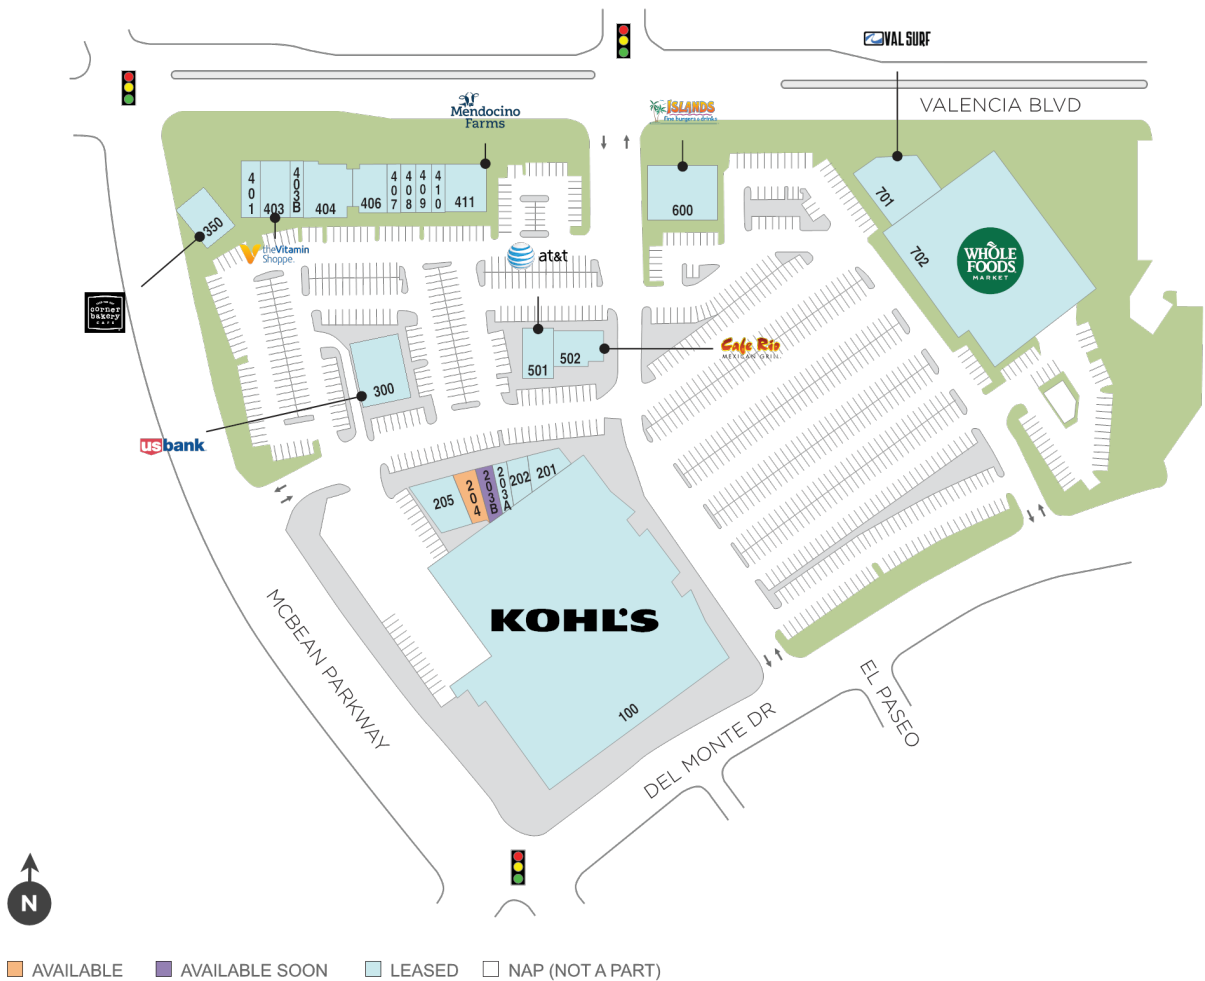 VAL SURF
VALENCIA BLVD
Mendocino
Farms
ISLANDS
fine burgers & drinks
401
403
403B
404
406
407
408
409
410
411
350
600
701
702
WHOLE
FOODS
MARKET
theVitamin
Shoppe.
at&t
corner
bakery
CAFE
501
502
Cafe Rio
MEXICAN GRILL
300
usbank
205
204
203B
203A
202
201
KOHL'S
100
MCBEAN PARKWAY
DEL MONTE DR
EL PASEO
N
AVAILABLE
AVAILABLE SOON
LEASED
NAP (NOT A PART)